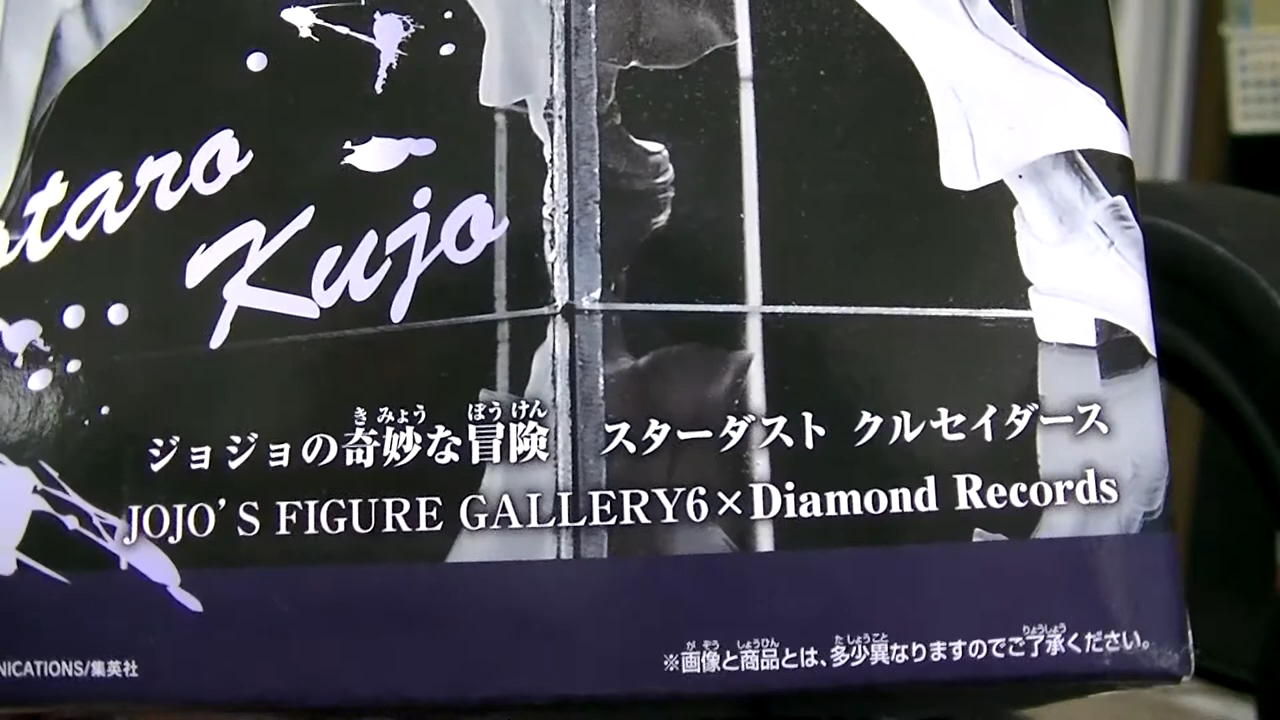 otaro
Kujo
ジョジョの奇妙な冒険 スターダスト クルセイダース
JOJO'S FIGURE GALLERY6×Diamond Records
NICATIONS/集英社
※画像と商品とは、多少異なりますのでご了承ください。